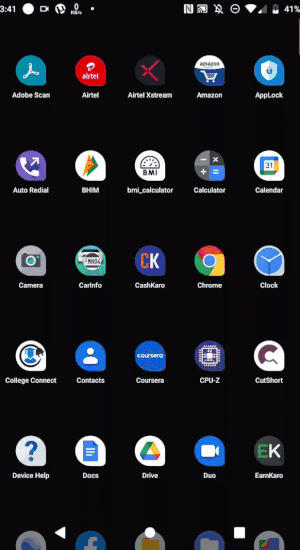 3:41 0 KB/s N 41%
amazon
airtel
Adobe Scan Airtel Airtel Xstream Amazon AppLock
BMI 31
Auto Redial BHIM bmi_calculator Calculator Calendar
CK
Camera CarInfo CashKaro Chrome Clock
coursera
College Connect Contacts Coursera CPU-Z CutShort
? EK
Device Help Docs Drive Duo EarnKaro